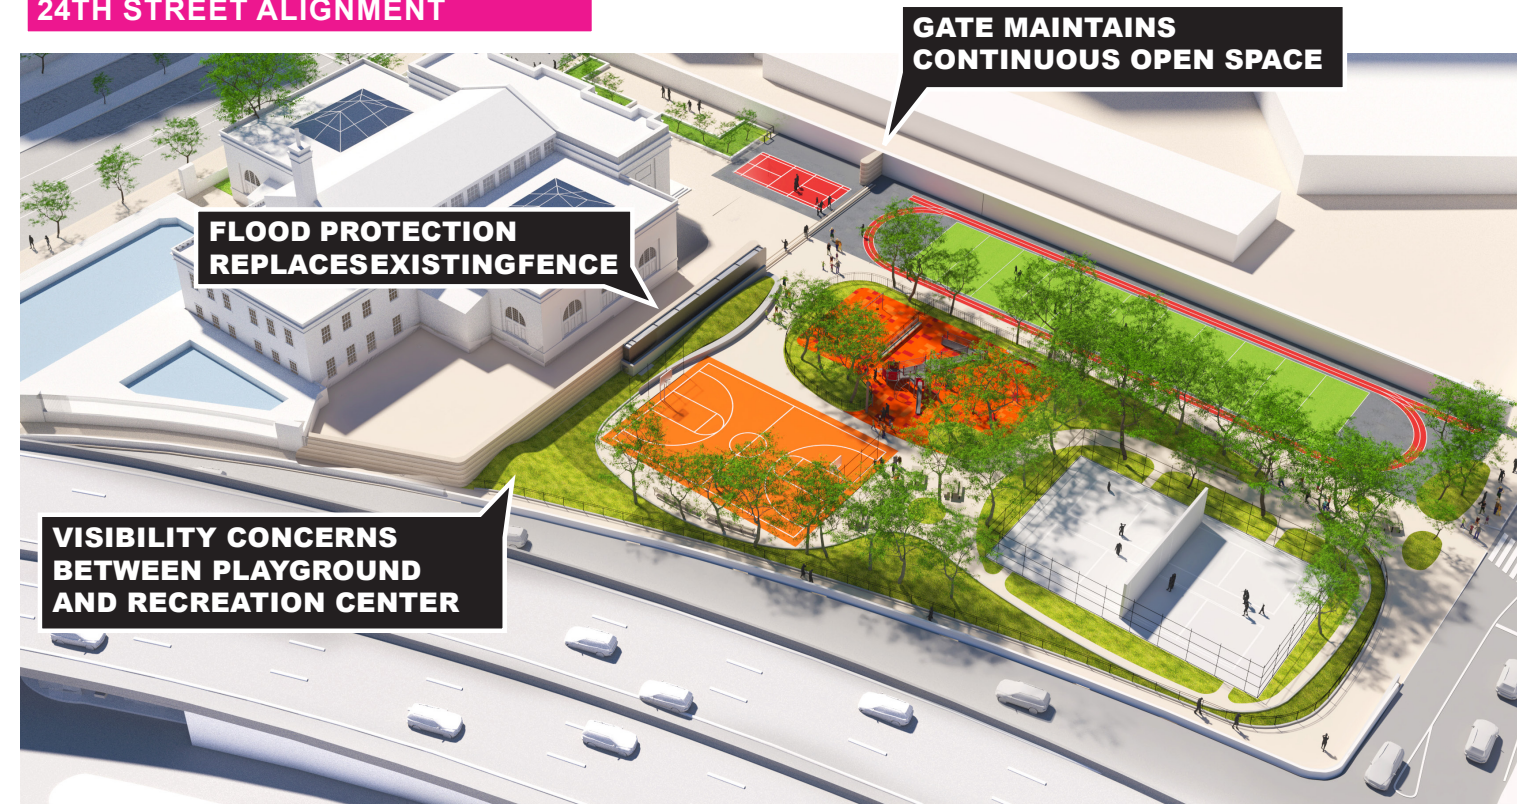 24TH STREET ALIGNMENT
GATE MAINTAINS
CONTINUOUS OPEN SPACE
FLOOD PROTECTION
REPLACESEXISTINGFENCE
VISIBILITY CONCERNS
BETWEEN PLAYGROUND
AND RECREATION CENTER